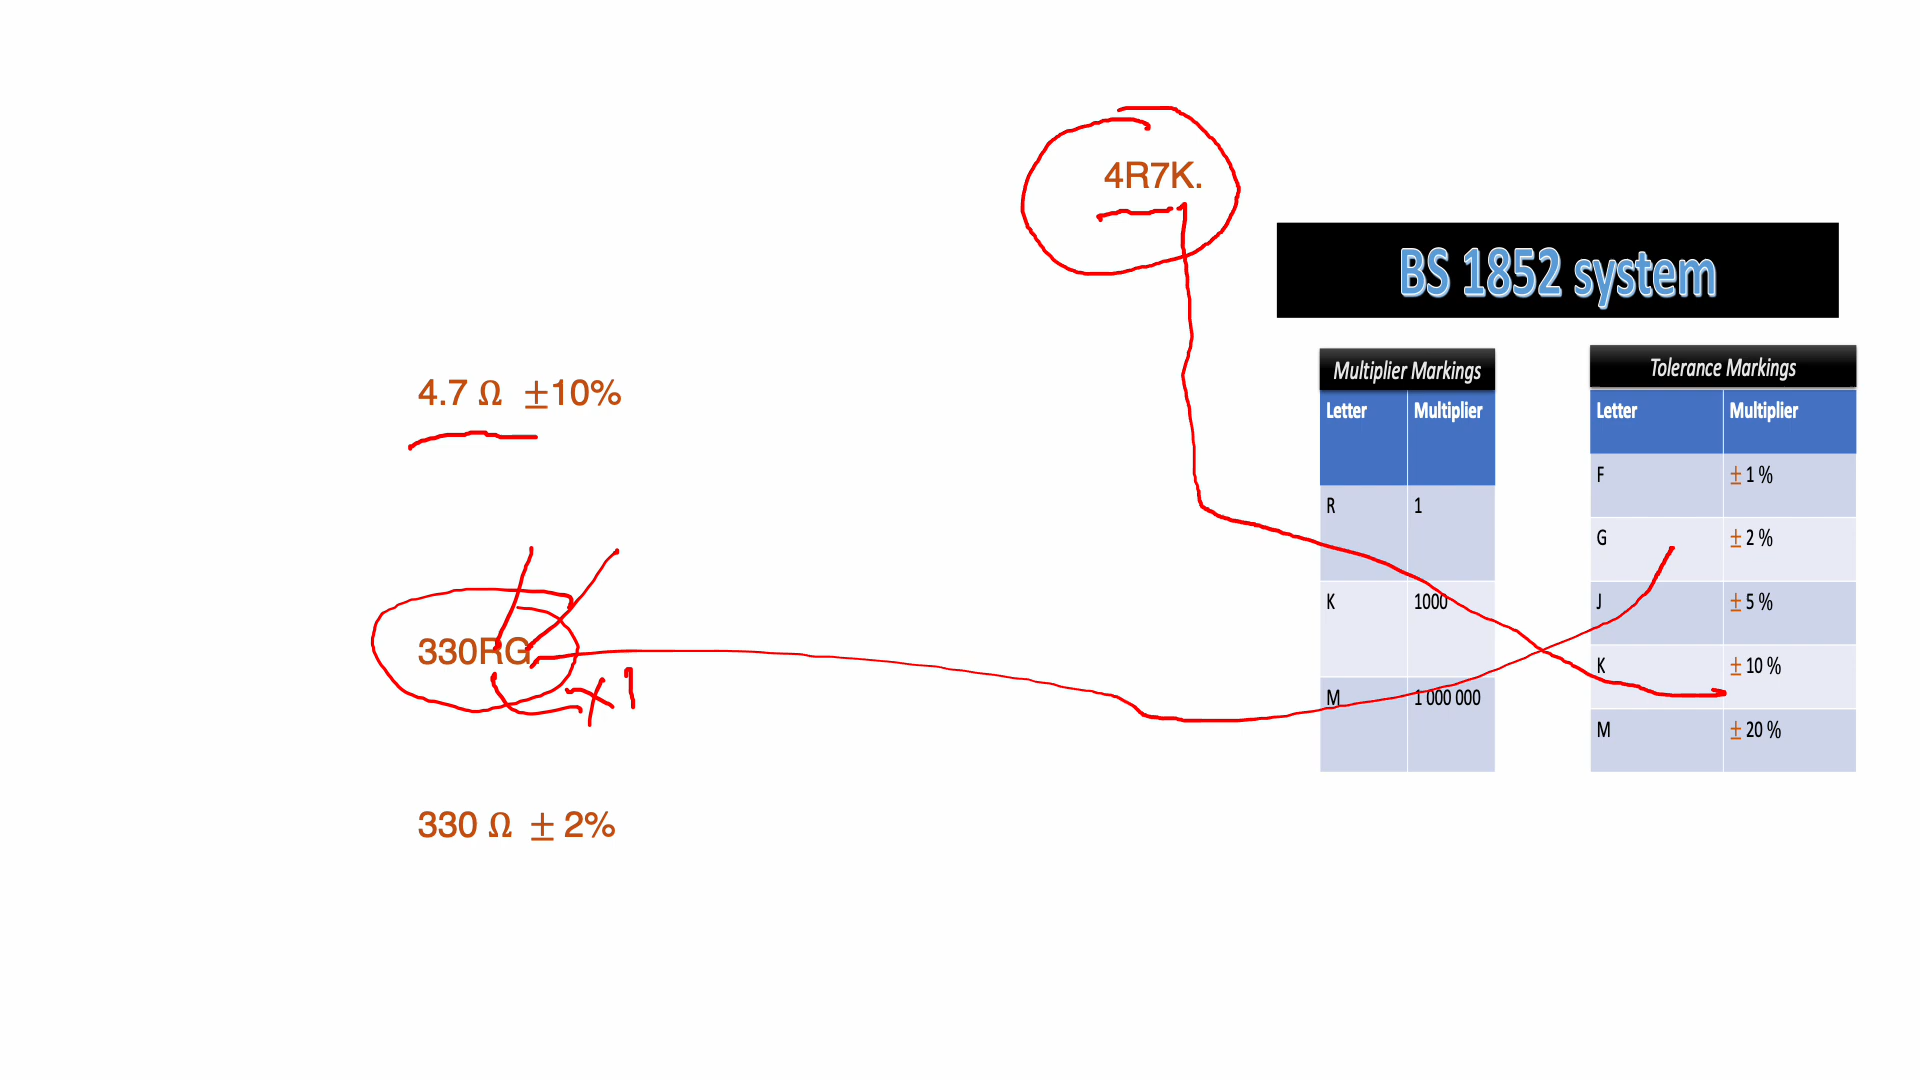 4R7K.
BS 1852 system
4.7 Ω ±10%
330RG
x1
330 Ω ± 2%
Multiplier Markings
Letter Multiplier
R 1
K 1000
M 1 000 000
Tolerance Markings
Letter Multiplier
F ± 1 %
G ± 2 %
J ± 5 %
K ± 10 %
M ± 20 %